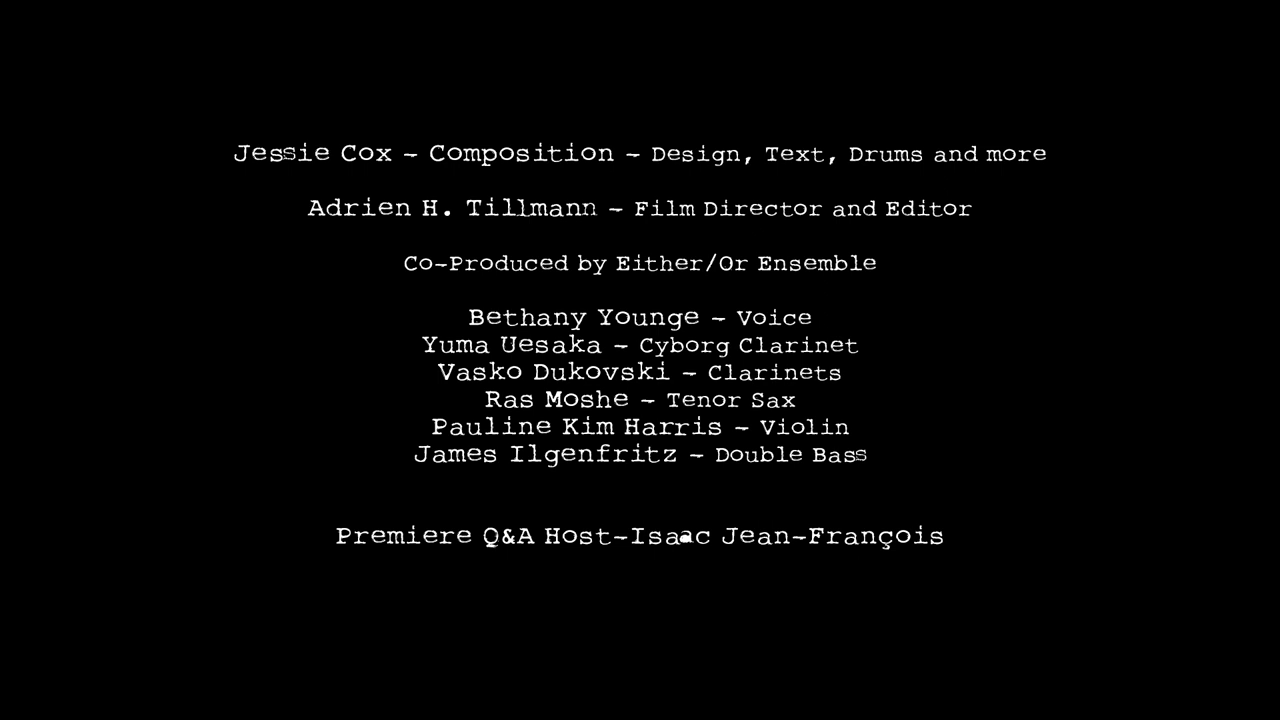 Jessie Cox - Composition - Design, Text, Drums and more
Adrien H. Tillmann - Film Director and Editor
Co-Produced by Either/Or Ensemble
Bethany Younge - Voice
Yuma Uesaka - Cyborg Clarinet
Vasko Dukovski - Clarinets
Ras Moshe - Tenor Sax
Pauline Kim Harris - Violin
James Ilgenfritz - Double Bass
Premiere Q&A Host-Isaac Jean-François